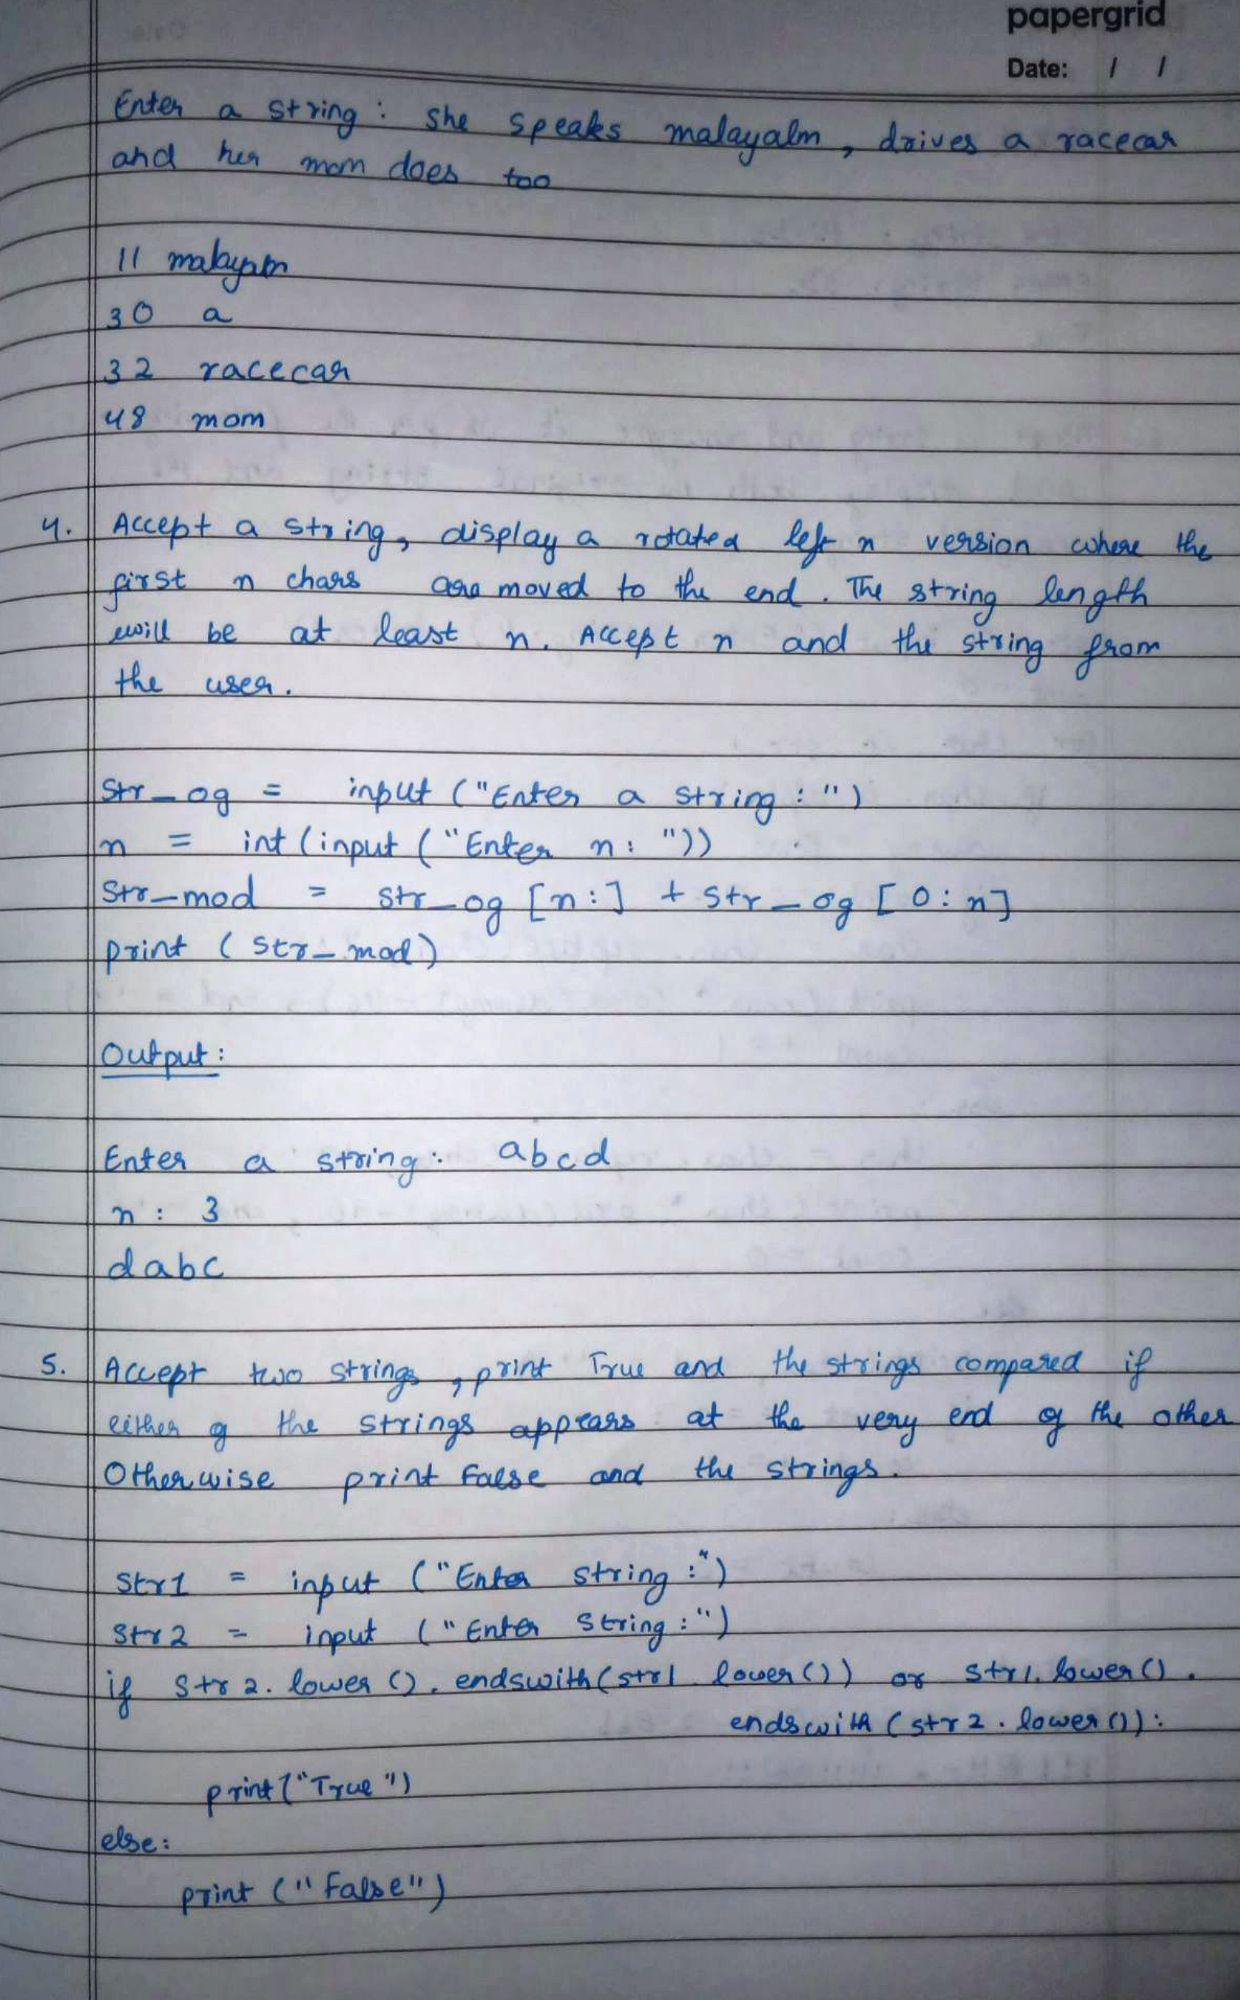 papergrid
Date: / /
Enter a string : she speaks malayalm, drives a racecar
and her mom does too
11 malaym
30 a
32 racecar
48 mom
4. Accept a string, display a rotated left n version where the
first n chars are moved to the end. The string length
will be at least n. Accept n and the string from
the user.
str_og = input ("Enter a string : ")
n = int (input ("Enter n: "))
str_mod = str_og [n:] + str_og [0:n]
print (str_mod)
Output :
Enter a string : abcd
n : 3
dabc
5. Accept two strings, print True and the strings compared if
either of the strings appears at the very end of the other
Otherwise print False and the strings.
str1 = input ("Enter string :")
str2 = input ("Enter string :")
if str2.lower().endswith(str1 lower()) or str1.lower().
endswith (str2.lower()):
print("True")
else:
print ("False")